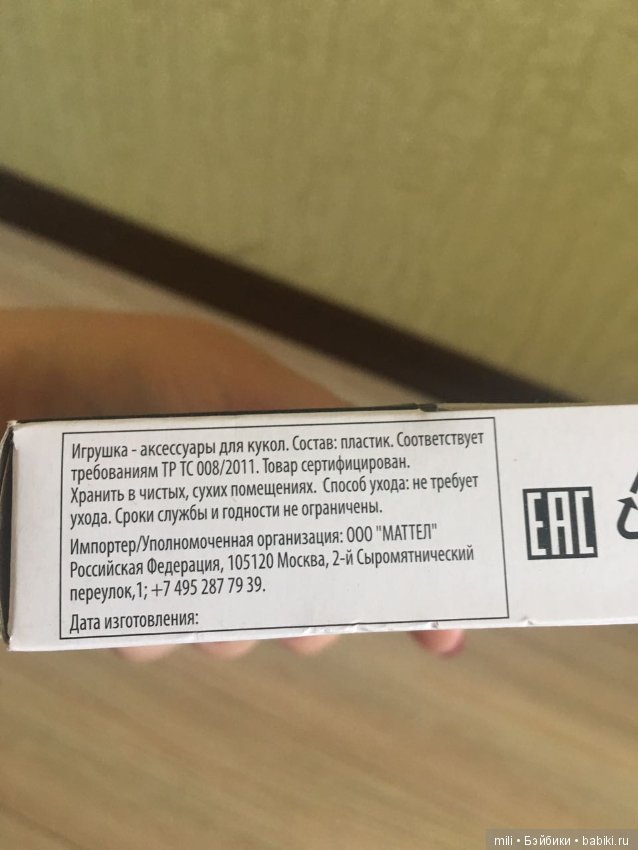 Игрушка - аксессуары для кукол. Состав: пластик. Соответствует
требованиям ТР ТС 008/2011. Товар сертифицирован.
Хранить в чистых, сухих помещениях. Способ ухода: не требует
ухода. Сроки службы и годности не ограничены.
Импортер/Уполномоченная организация: ООО "МАТТЕЛ"
Российская Федерация, 105120 Москва, 2-й Сыромятнический
переулок,1; +7 495 287 79 39.
Дата изготовления:
EAC
mili • Бэйбики • babiki.ru